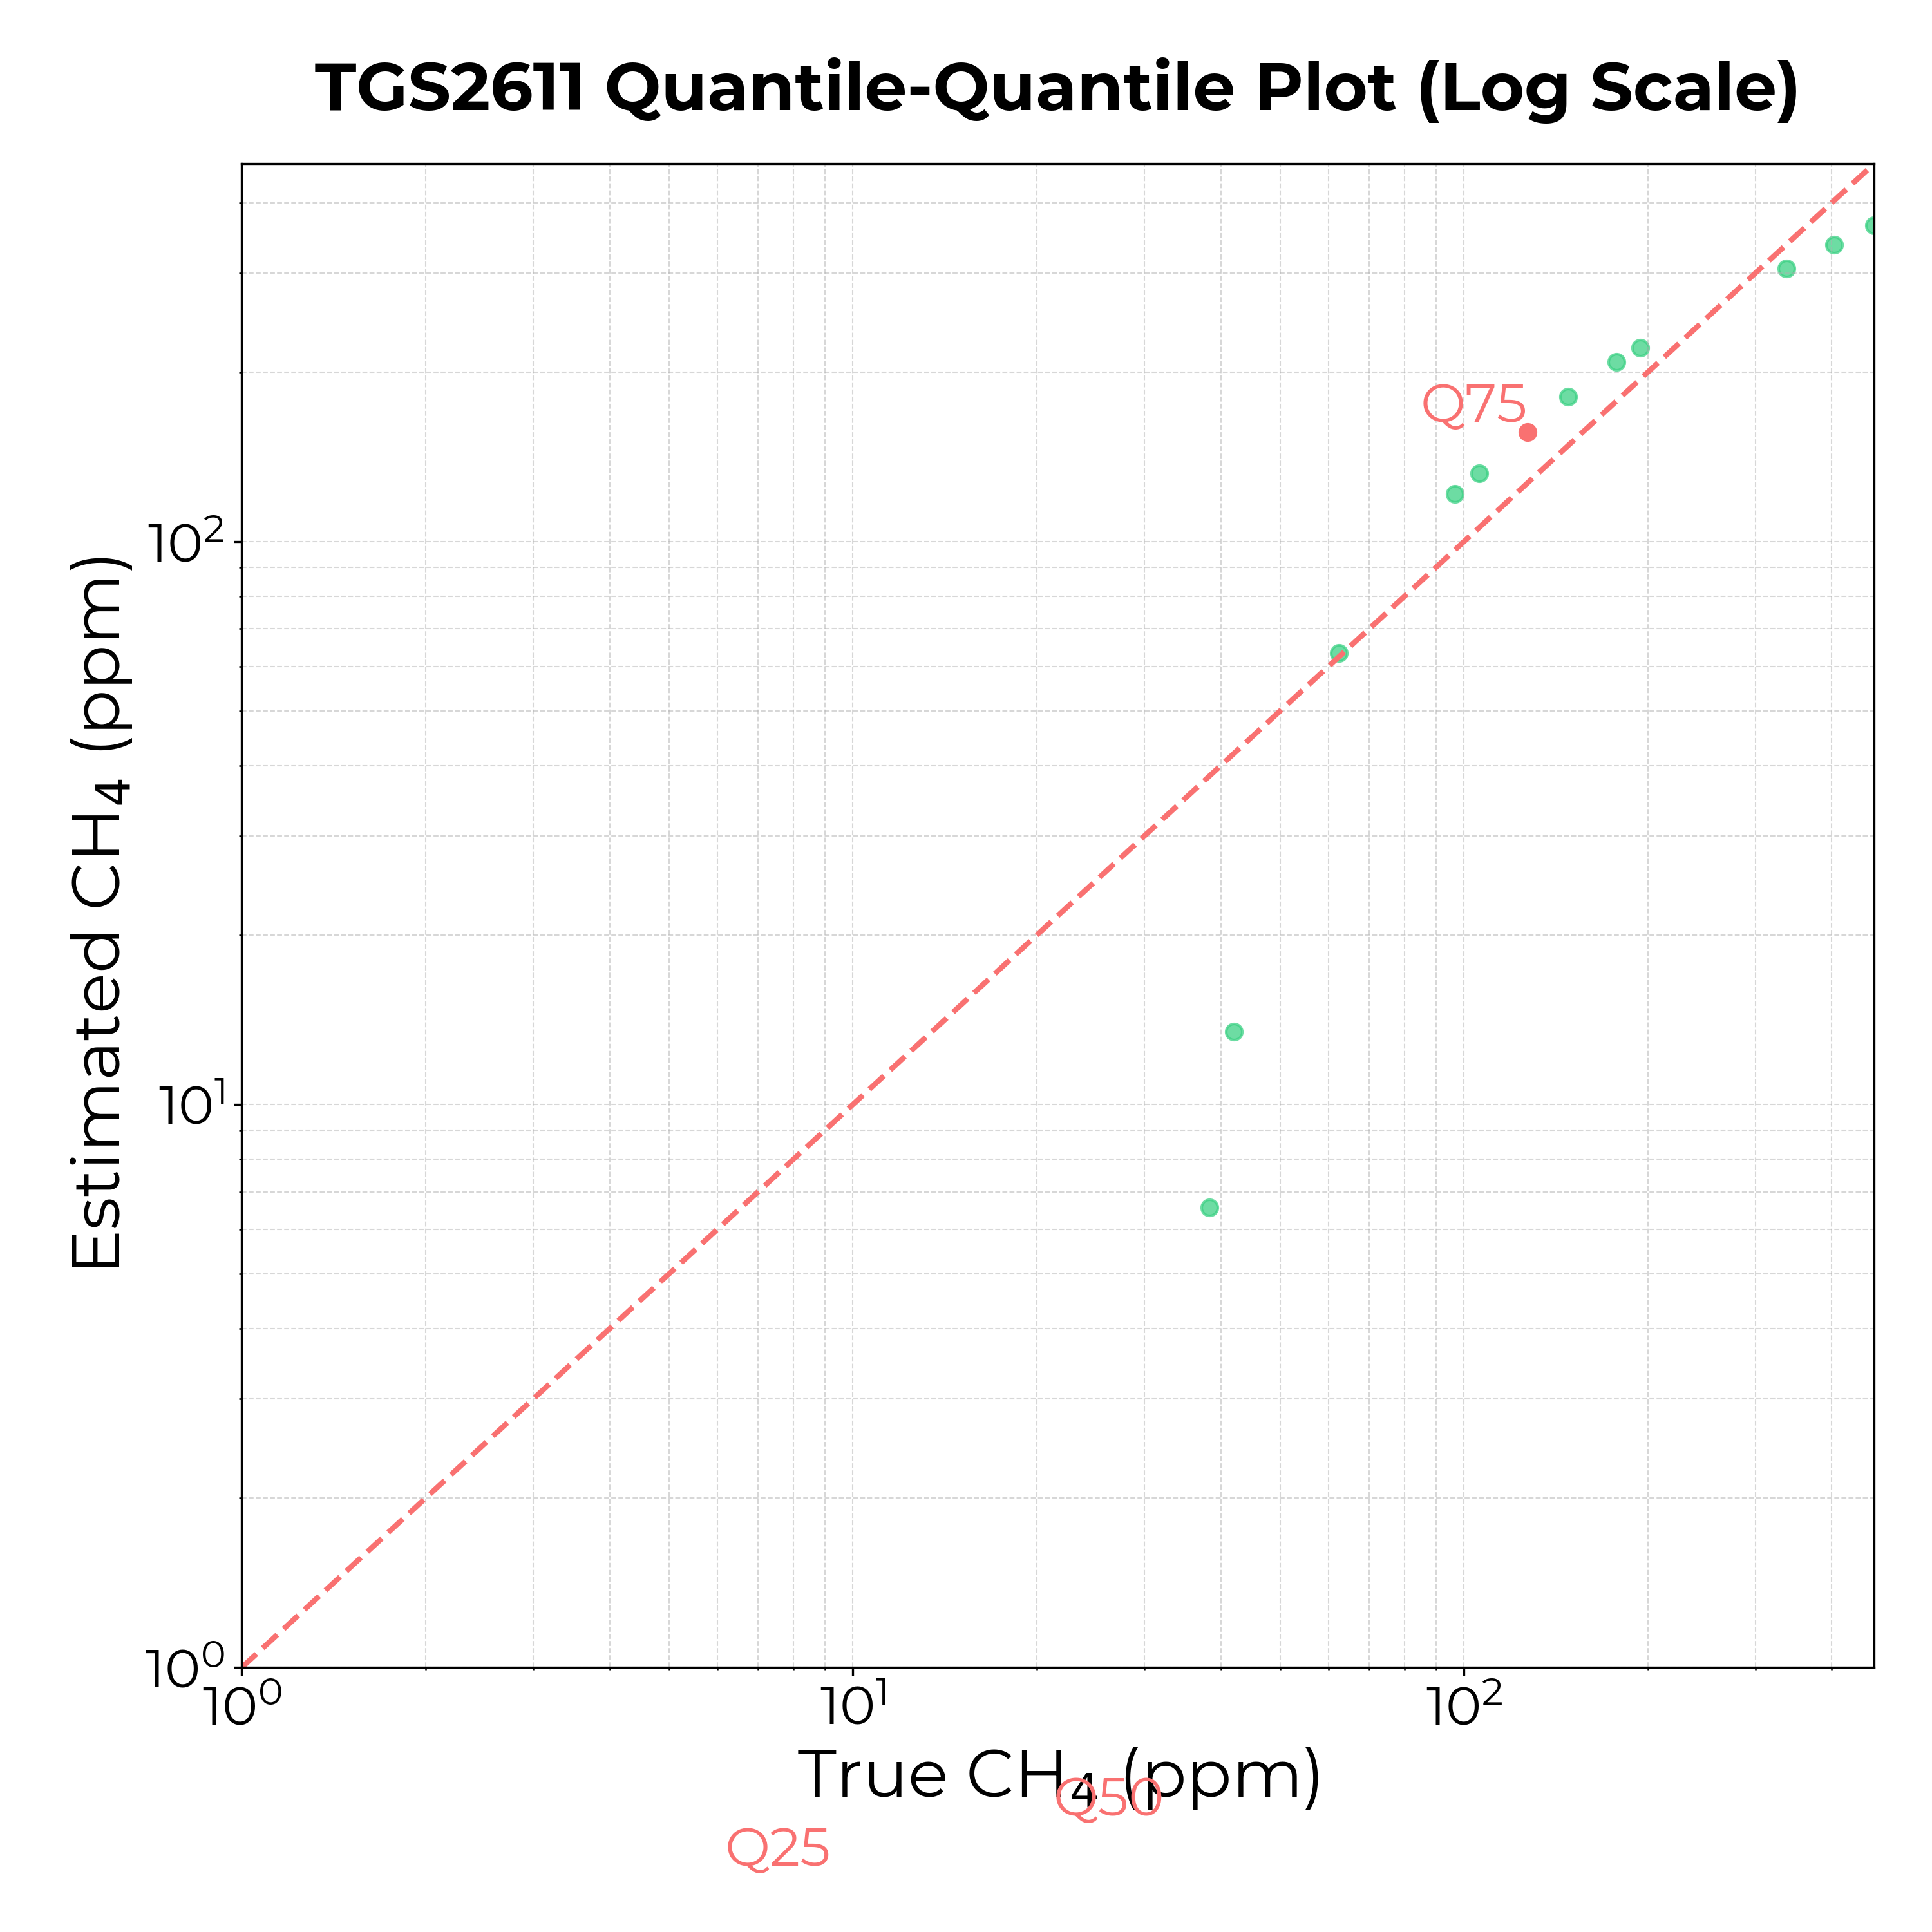 TGS2611 Quantile-Quantile Plot (Log Scale)
Estimated CH₄ (ppm)
10²
10¹
10⁰
Q75
10⁰
10¹
10²
True CH₄ (ppm)
Q50
Q25